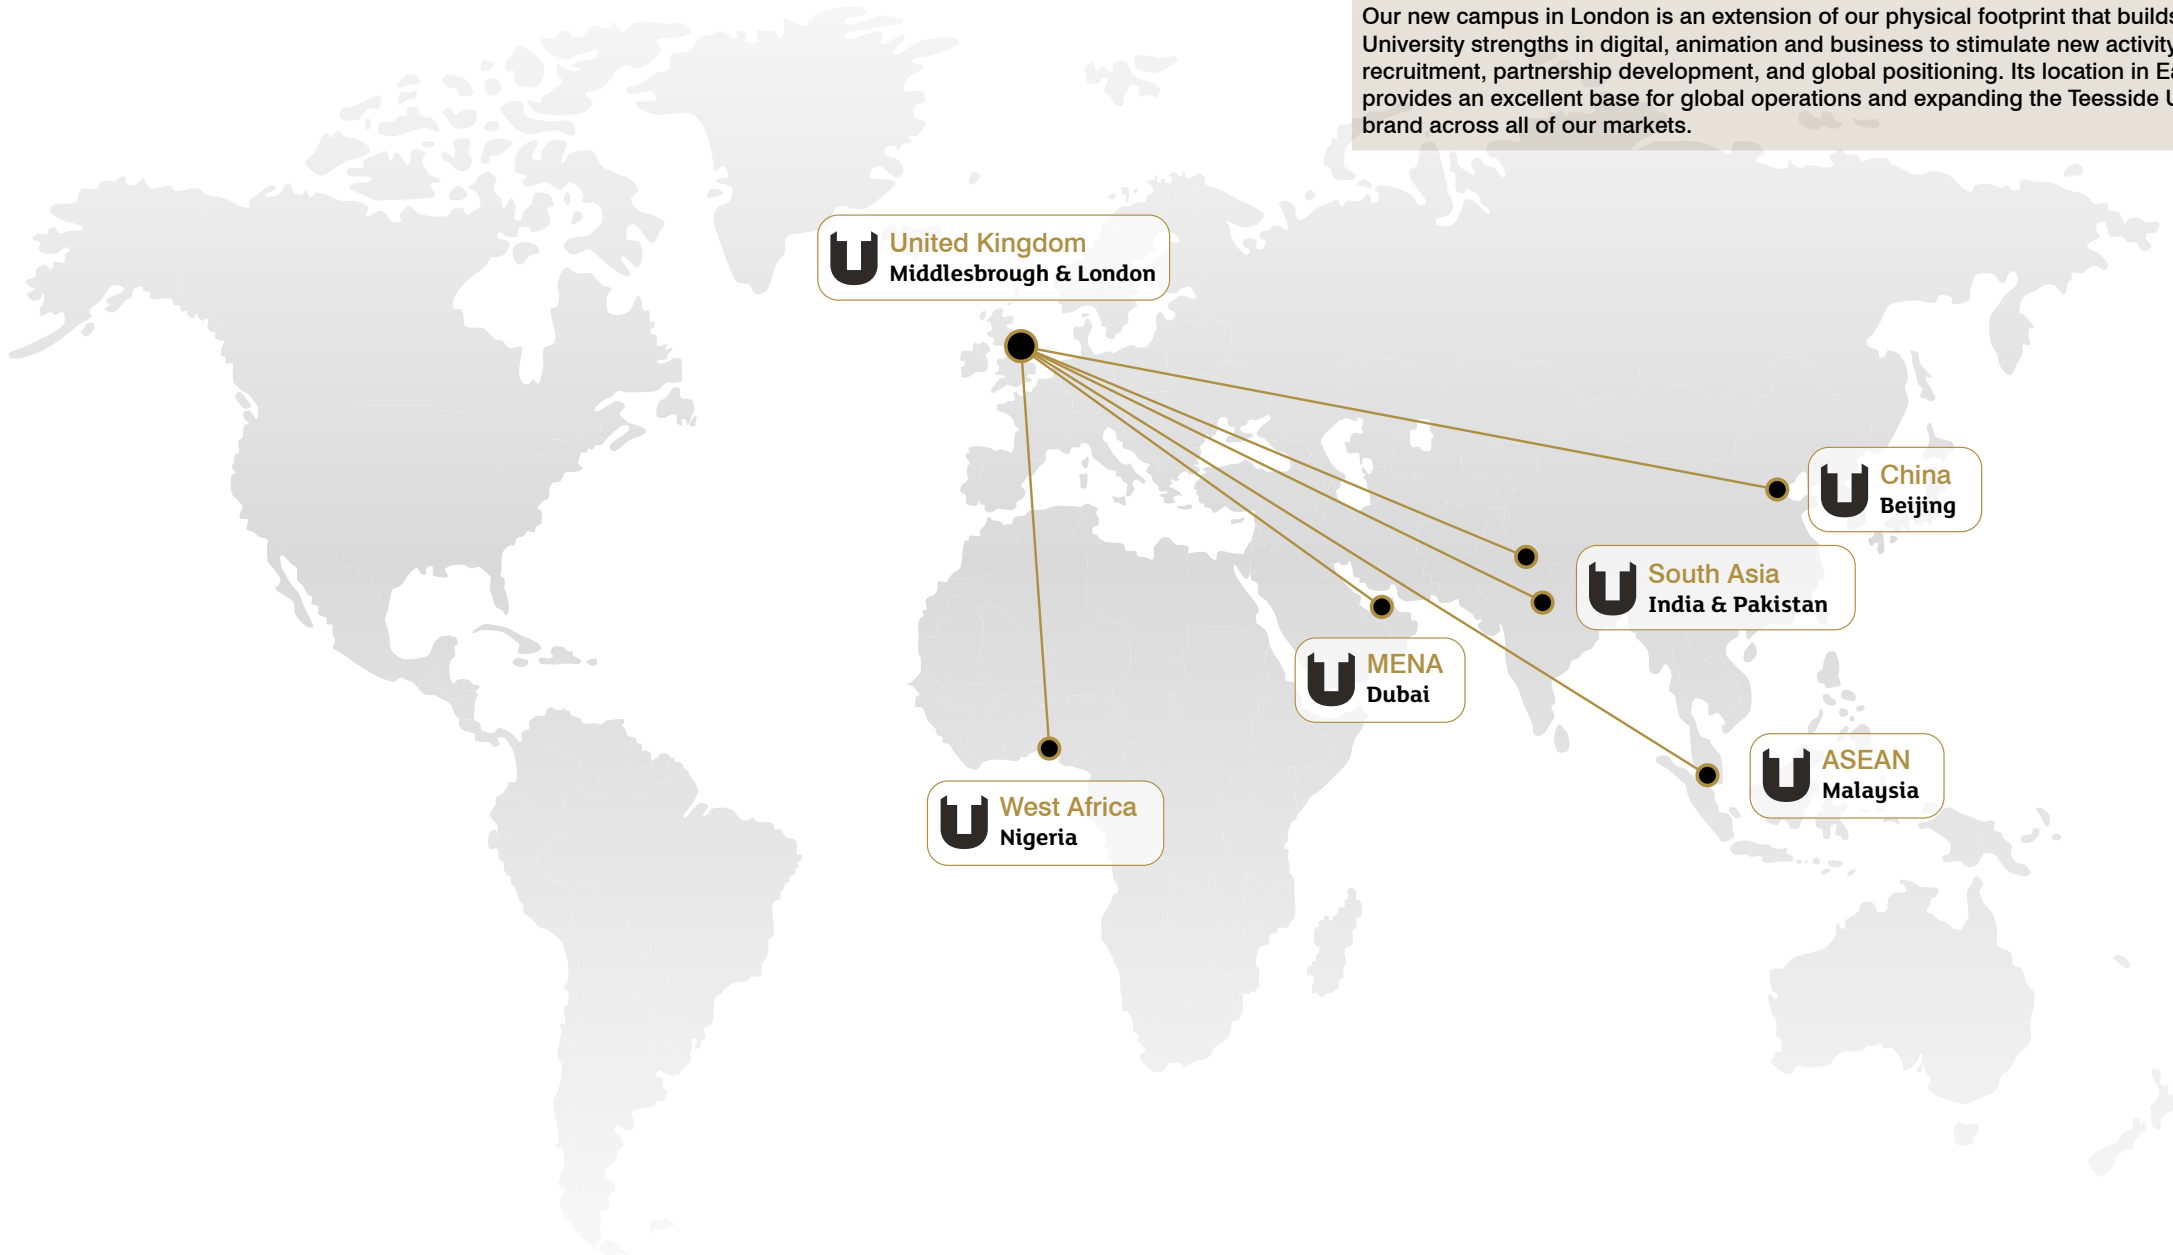 Our new campus in London is an extension of our physical footprint that builds
University strengths in digital, animation and business to stimulate new activity
recruitment, partnership development, and global positioning. Its location in
provides an excellent base for global operations and expanding the Teesside
brand across all of our markets.
United Kingdom
Middlesbrough & London
China
Beijing
South Asia
India & Pakistan
MENA
Dubai
ASEAN
Malaysia
West Africa
Nigeria